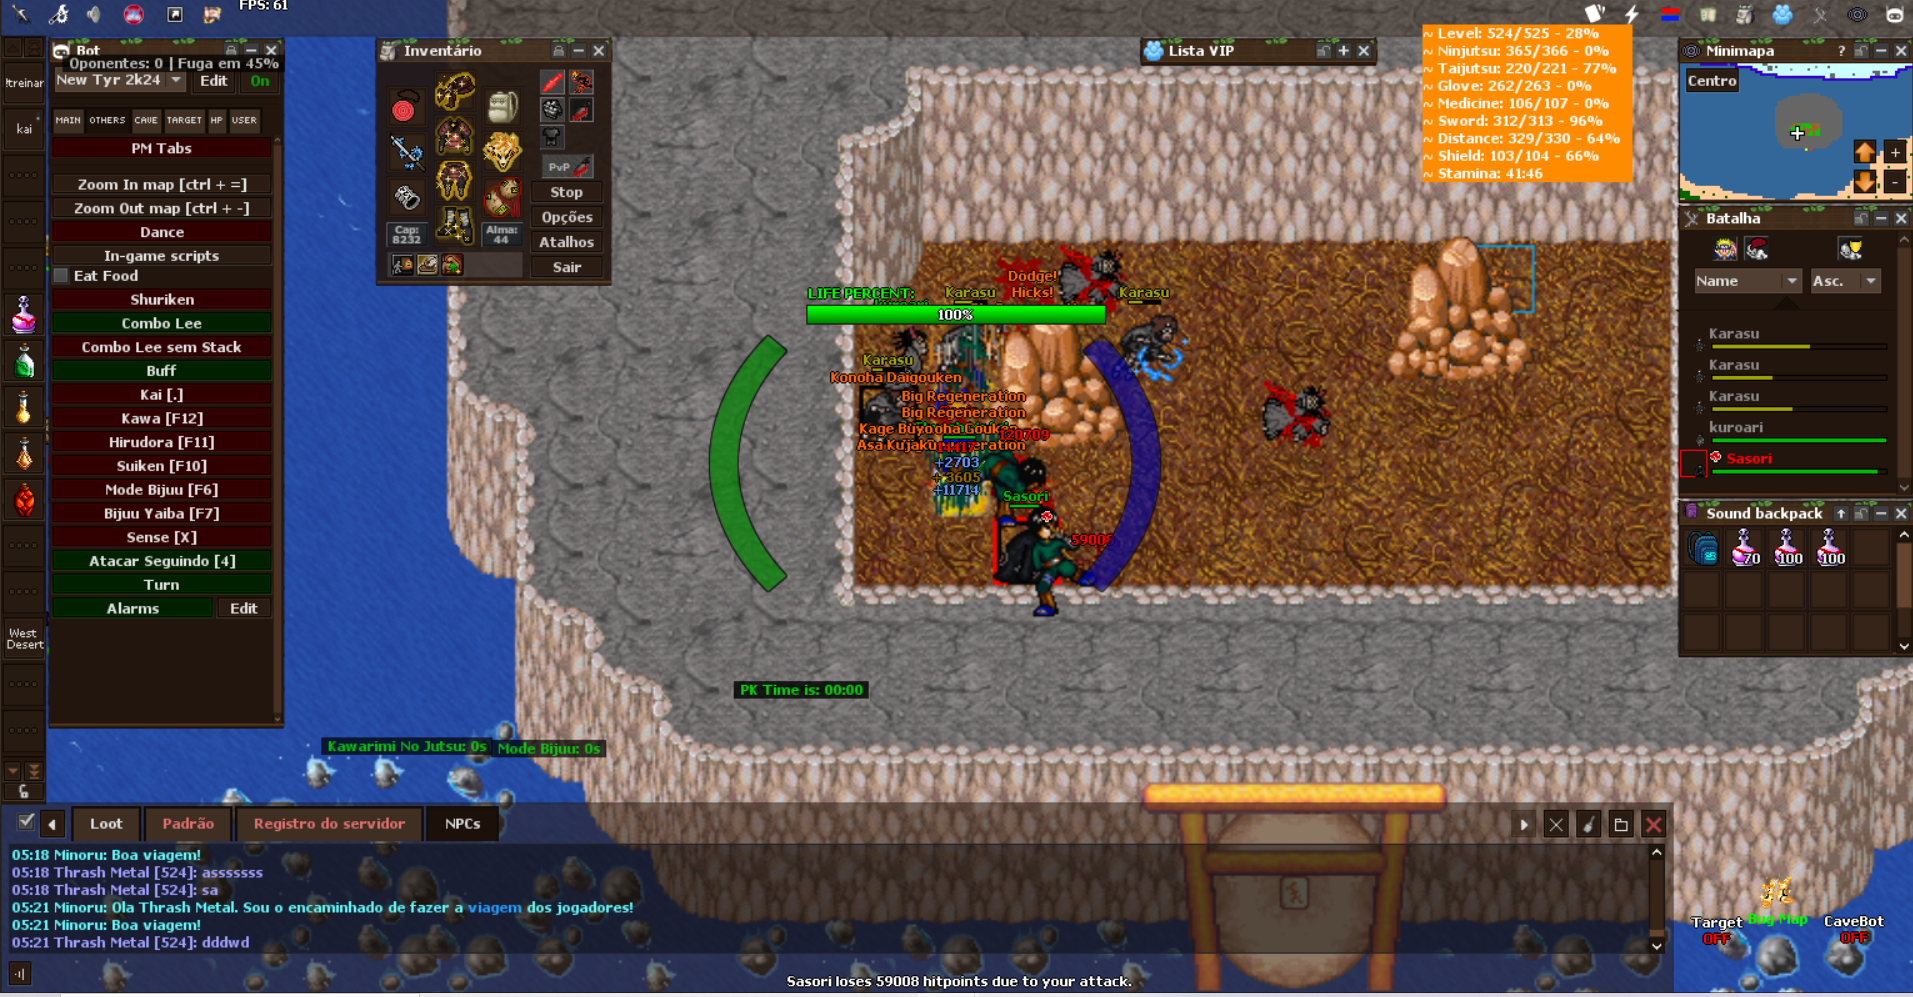 FPS: 61
Bot
Oponentes: 0 | Fuga em 45%
New Tyr 2k24
Edit
On
MAIN
OTHERS
CAVE
TARGET
HP
USER
PM Tabs
Zoom In map [ctrl + =]
Zoom Out map [ctrl + -]
Dance
In-game scripts
Eat Food
Shuriken
Combo Lee
Combo Lee sem Stack
Buff
Kai [.]
Kawa [F12]
Hirudora [F11]
Suiken [F10]
Mode Bijuu [F6]
Bijuu Yaiba [F7]
Sense [X]
Atacar Seguindo [4]
Turn
Alarms
Edit
!treinar
kai
West
Desert
Inventário
PvP
Stop
Opções
Atalhos
Sair
Cap:
8232
Alma:
44
Lista VIP
~ Level: 524/525 - 28%
~ Ninjutsu: 365/366 - 0%
~ Taijutsu: 220/221 - 77%
~ Glove: 262/263 - 0%
~ Medicine: 106/107 - 0%
~ Sword: 312/313 - 96%
~ Distance: 329/330 - 64%
~ Shield: 103/104 - 66%
~ Stamina: 41:46
Minimapa
?
Centro
Batalha
Name
Asc.
Karasu
Karasu
Karasu
kuroari
Sasori
Sound backpack
70
100
100
Dodge!
Hicks!
LIFE PERCENT:
Karasu
Karasu
100%
Karasu
Konoha Daigouken
Big Regeneration
Big Regeneration
120709
+2703
+3605
+11714
Sasori
PK Time is: 00:00
Kawarimi No Jutsu: 0s
Mode Bijuu: 0s
Loot
Padrão
Registro do servidor
NPCs
05:18 Minoru: Boa viagem!
05:18 Thrash Metal [524]: asssssss
05:18 Thrash Metal [524]: sa
05:21 Minoru: Ola Thrash Metal. Sou o encaminhado de fazer a viagem dos jogadores!
05:21 Minoru: Boa viagem!
05:21 Thrash Metal [524]: dddwd
Target
OFF
Bug Map
CaveBot
OFF
Sasori loses 59008 hitpoints due to your attack.